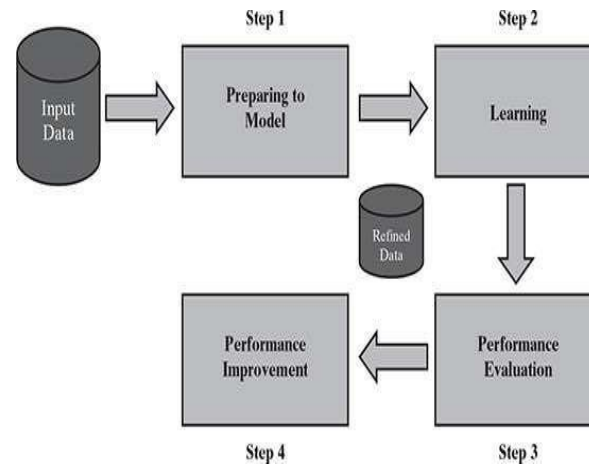 Step 1
Step 2
Input
Data
Preparing to
Model
Learning
Refined
Data
Performance
Improvement
Performance
Evaluation
Step 4
Step 3